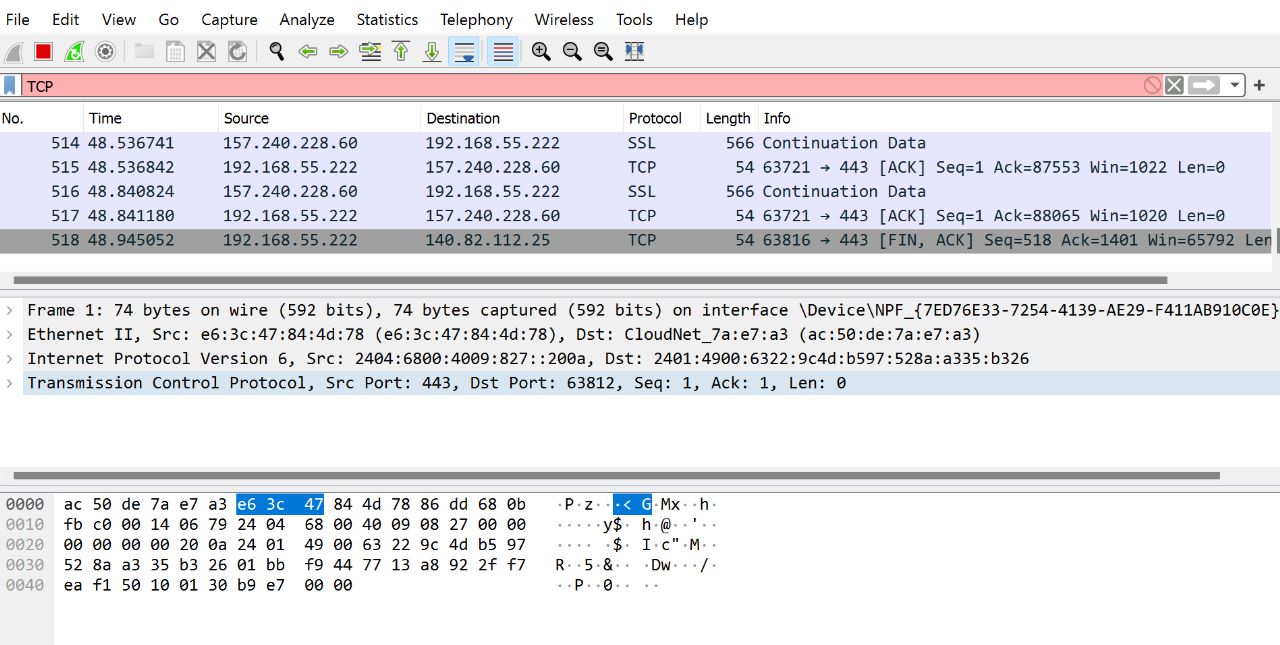 File Edit View Go Capture Analyze Statistics Telephony Wireless Tools Help
TCP
No. Time Source Destination Protocol Length Info
514 48.536741 157.240.228.60 192.168.55.222 SSL 566 Continuation Data
515 48.536842 192.168.55.222 157.240.228.60 TCP 54 63721 → 443 [ACK] Seq=1 Ack=87553 Win=1022 Len=0
516 48.840824 157.240.228.60 192.168.55.222 SSL 566 Continuation Data
517 48.841180 192.168.55.222 157.240.228.60 TCP 54 63721 → 443 [ACK] Seq=1 Ack=88065 Win=1020 Len=0
518 48.945052 192.168.55.222 140.82.112.25 TCP 54 63816 → 443 [FIN, ACK] Seq=518 Ack=1401 Win=65792 Len
Frame 1: 74 bytes on wire (592 bits), 74 bytes captured (592 bits) on interface \Device\NPF_{7ED76E33-7254-4139-AE29-F411AB910C0E}
Ethernet II, Src: e6:3c:47:84:4d:78 (e6:3c:47:84:4d:78), Dst: CloudNet_7a:e7:a3 (ac:50:de:7a:e7:a3)
Internet Protocol Version 6, Src: 2404:6800:4009:827::200a, Dst: 2401:4900:6322:9c4d:b597:528a:a335:b326
Transmission Control Protocol, Src Port: 443, Dst Port: 63812, Seq: 1, Ack: 1, Len: 0
0000 ac 50 de 7a e7 a3 e6 3c 47 84 4d 78 86 dd 68 0b ·P·z···< G·Mx··h·
0010 fb c0 00 14 06 79 24 04 68 00 40 09 08 27 00 00 ·····y$· h·@··'··
0020 00 00 00 00 20 0a 24 01 49 00 63 22 9c 4d b5 97 ···· ·$· I·c"·M··
0030 52 8a a3 35 b3 26 01 bb f9 44 77 13 a8 92 2f f7 R··5·&·· ·Dw···/·
0040 ea f1 50 10 01 30 b9 e7 00 00 ··P··0·· ··